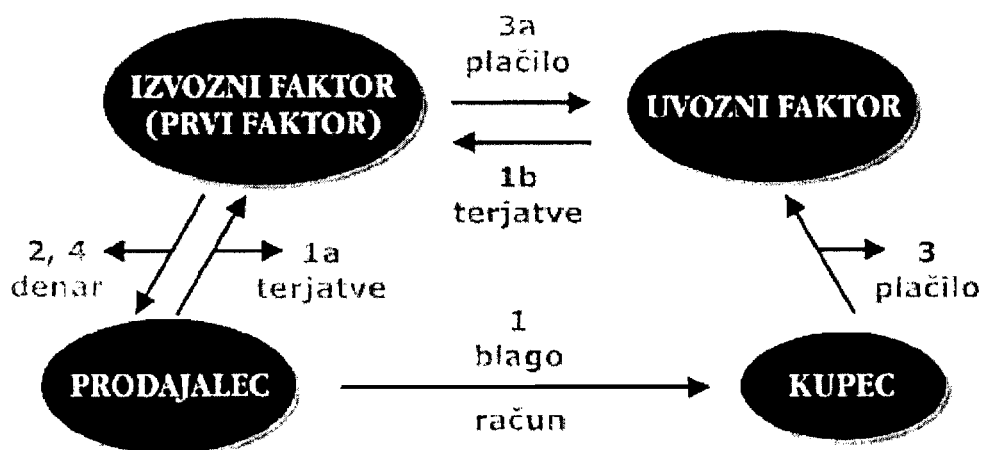 3a
plačilo
IZVOZNI FAKTOR
(PRVI FAKTOR)
UVOZNI FAKTOR
1b
terjatve
2, 4
denar
1a
terjatve
3
plačilo
1
blago
PRODAJALEC
KUPEC
račun